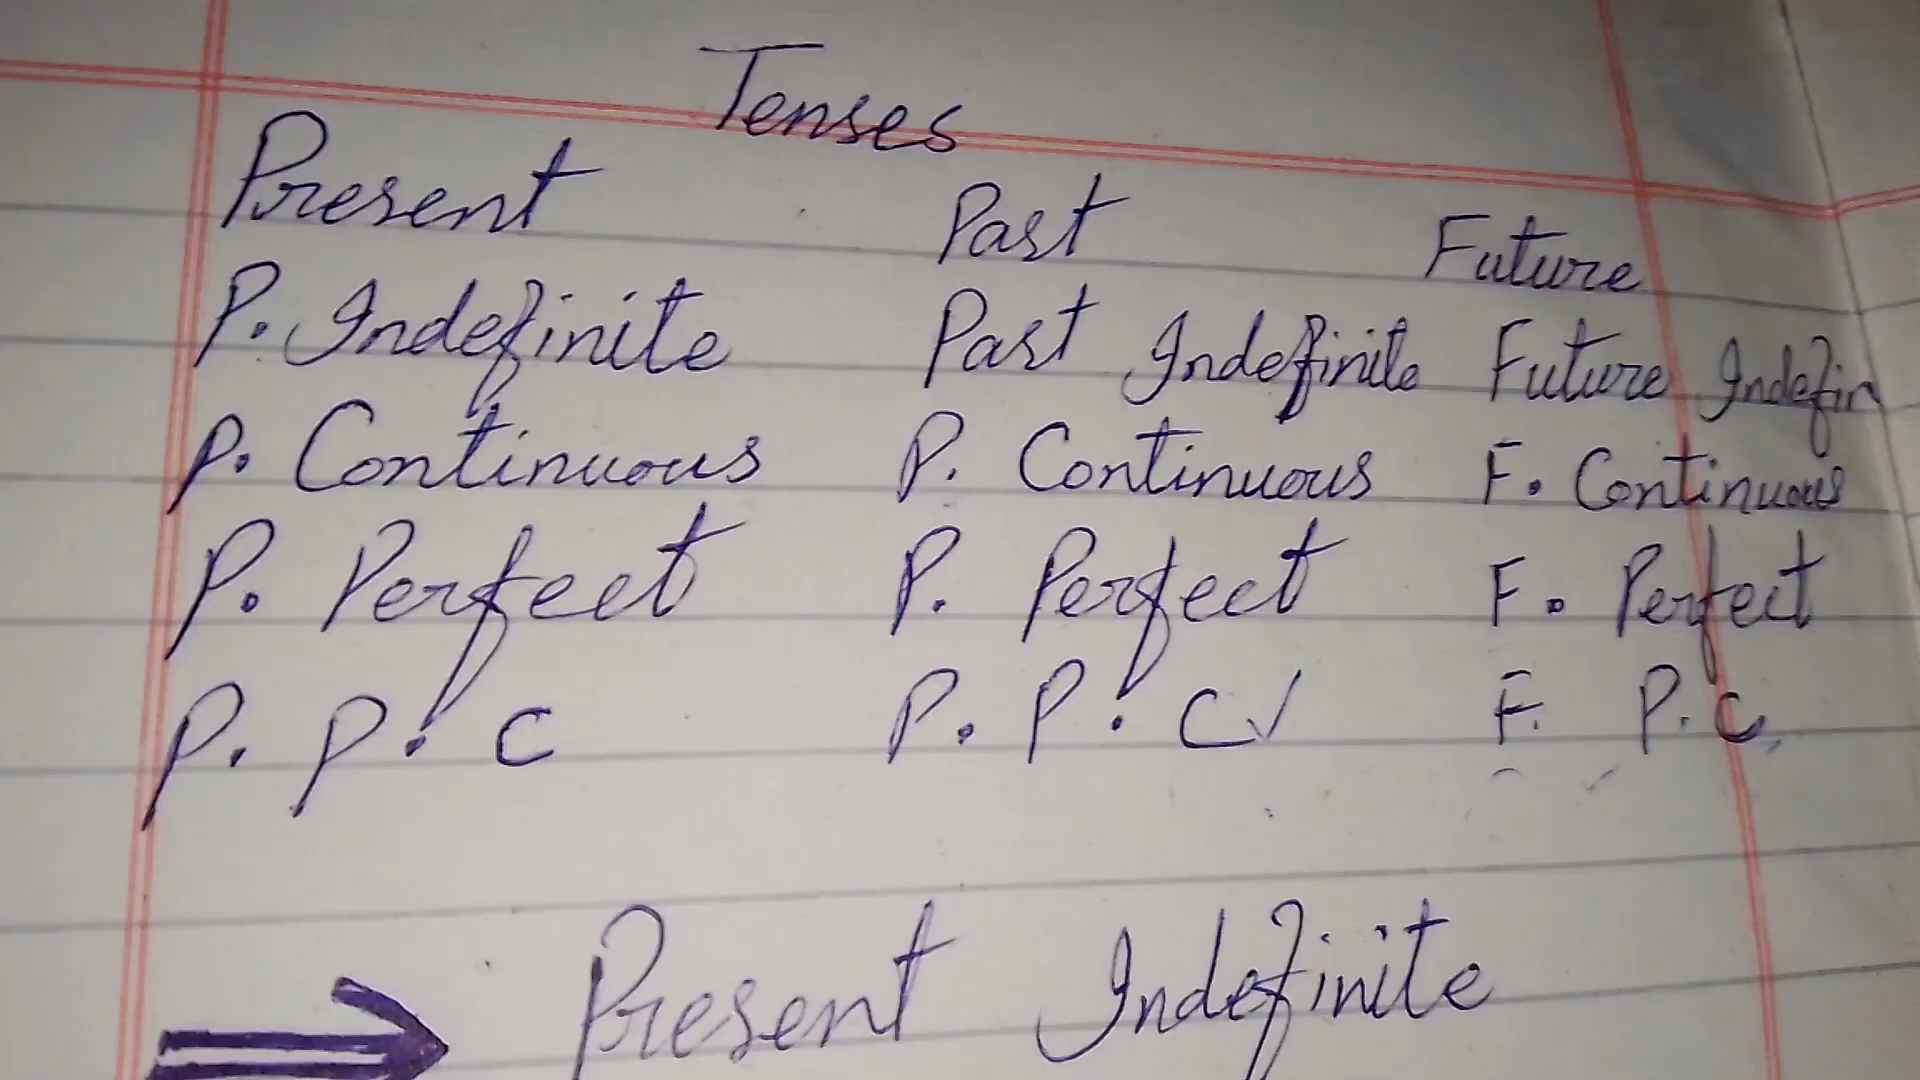 Tenses
Present Past Future
P. Indefinite Past Indefinite Future Indefin
P. Continuous P. Continuous F. Continuous
P. Perfect P. Perfect F. Perfect
P. P. C P. P. C✓ F. P. C.
Present Indefinite